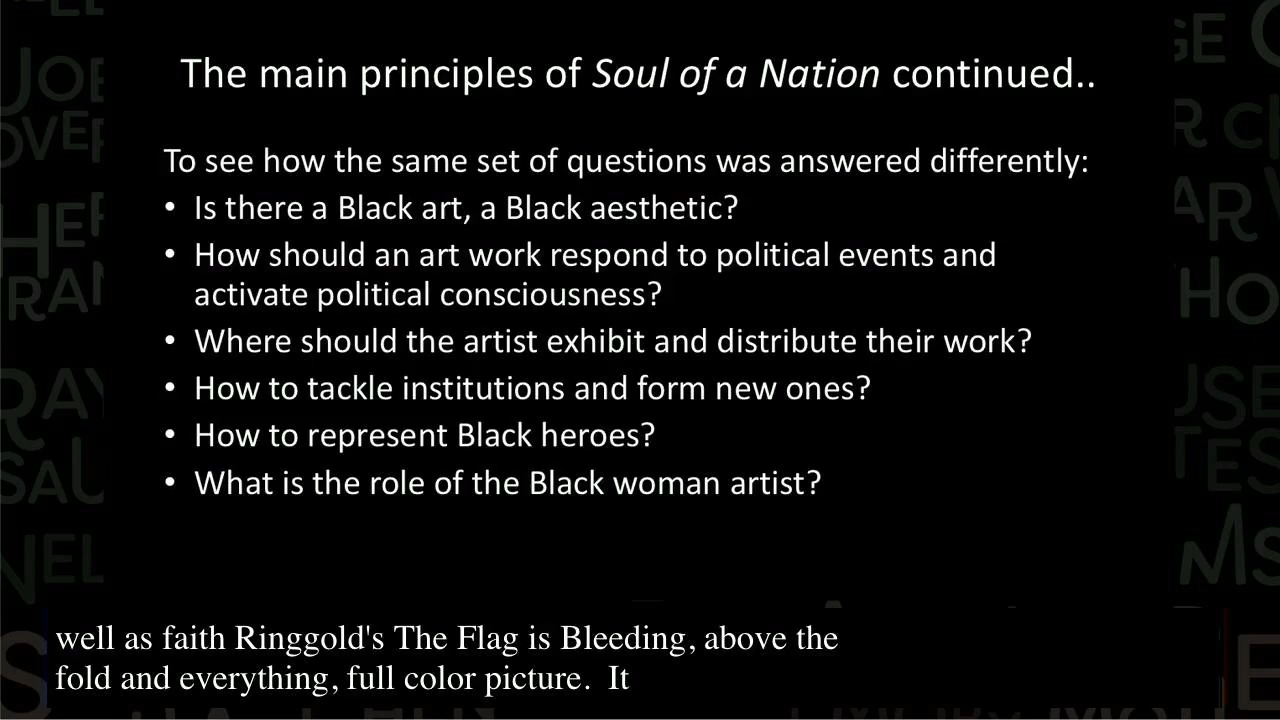 The main principles of Soul of a Nation continued..
To see how the same set of questions was answered differently:
• Is there a Black art, a Black aesthetic?
• How should an art work respond to political events and
activate political consciousness?
• Where should the artist exhibit and distribute their work?
• How to tackle institutions and form new ones?
• How to represent Black heroes?
• What is the role of the Black woman artist?
well as faith Ringgold's The Flag is Bleeding, above the
fold and everything, full color picture.  It